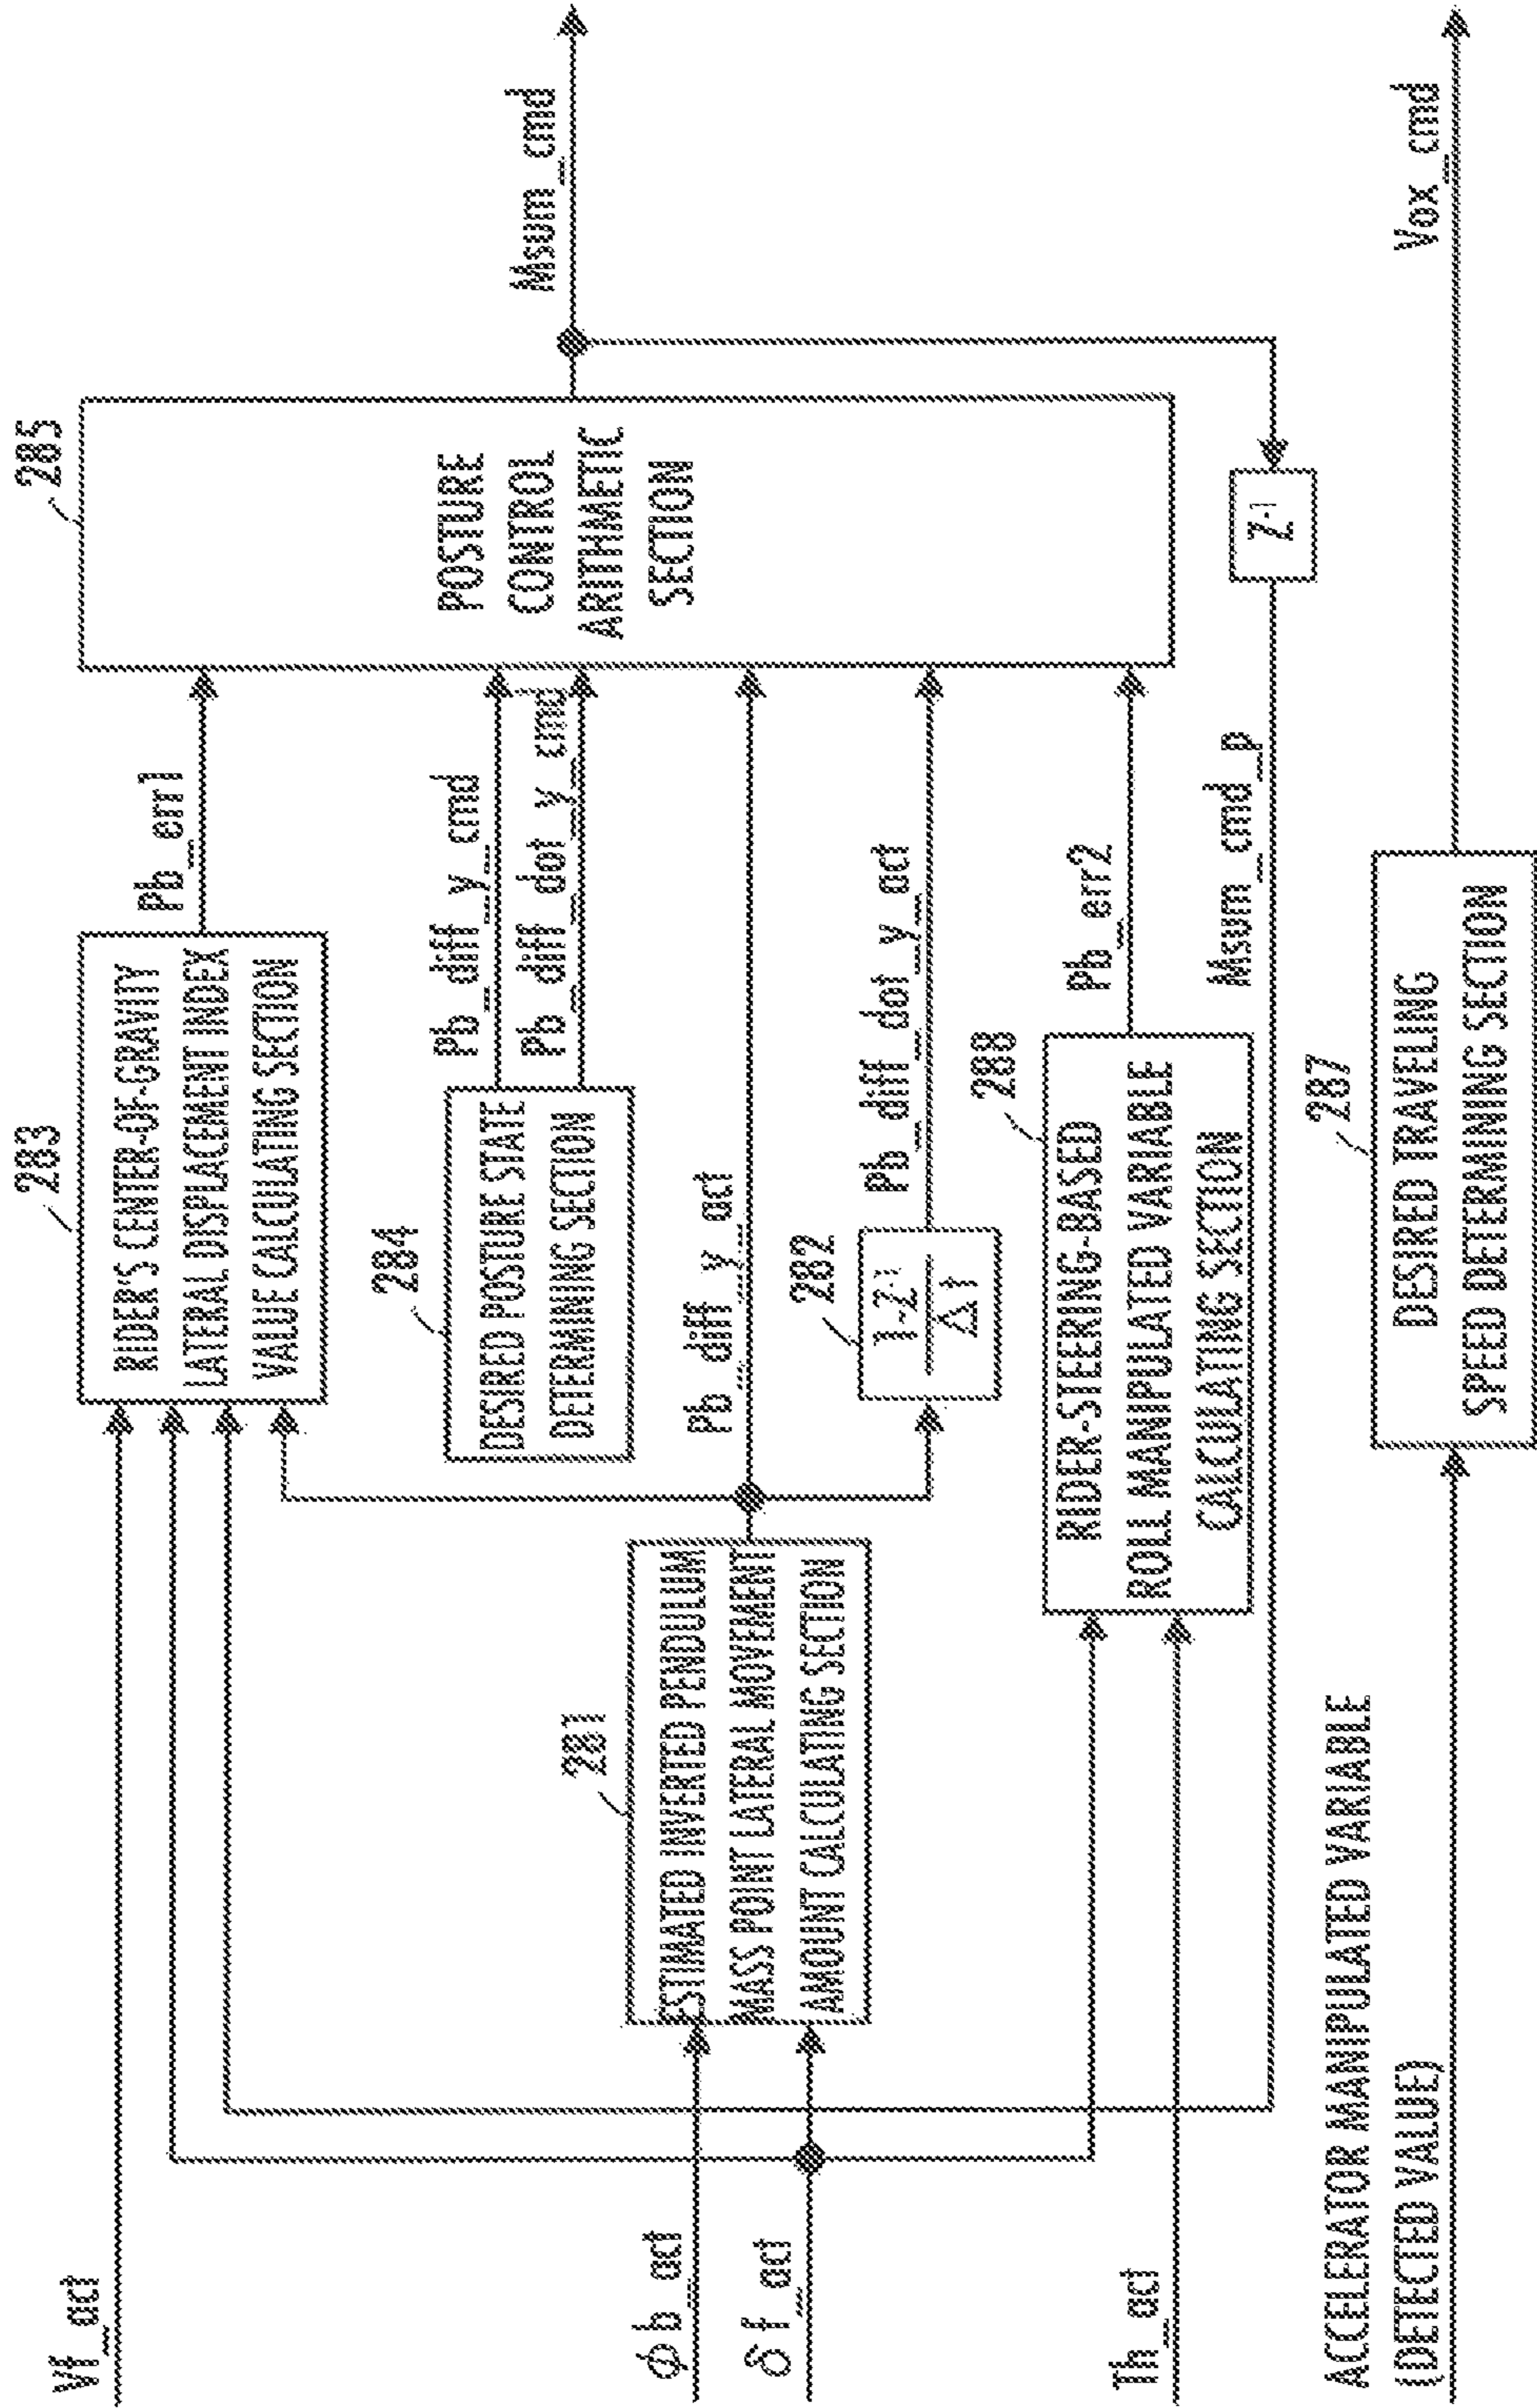 Vf_act
283
RIDER'S CENTER-OF-GRAVITY
LATERAL DISPLACEMENT INDEX
VALUE CALCULATING SECTION
Pb_err1
285
POSTURE
CONTROL
ARITHMETIC
SECTION
Msum_cmd
284
DESIRED POSTURE STATE
DETERMINING SECTION
Pb_diff_y_cmd
Pb_diff_dot_y_cmd
ϕb_act
δf_act
281
ESTIMATED INVERTED PENDULUM
MASS POINT LATERAL MOVEMENT
AMOUNT CALCULATING SECTION
Pb_diff_y_act
282
1-Z-1
Δt
Pb_diff_dot_y_act
Th_act
288
RIDER-STEERING-BASED
ROLL MANIPULATED VARIABLE
CALCULATING SECTION
Pb_err2
Msum_cmd_p
Z-1
ACCELERATOR MANIPULATED VARIABLE
(DETECTED VALUE)
287
DESIRED TRAVELING
SPEED DETERMINING SECTION
Vox_cmd